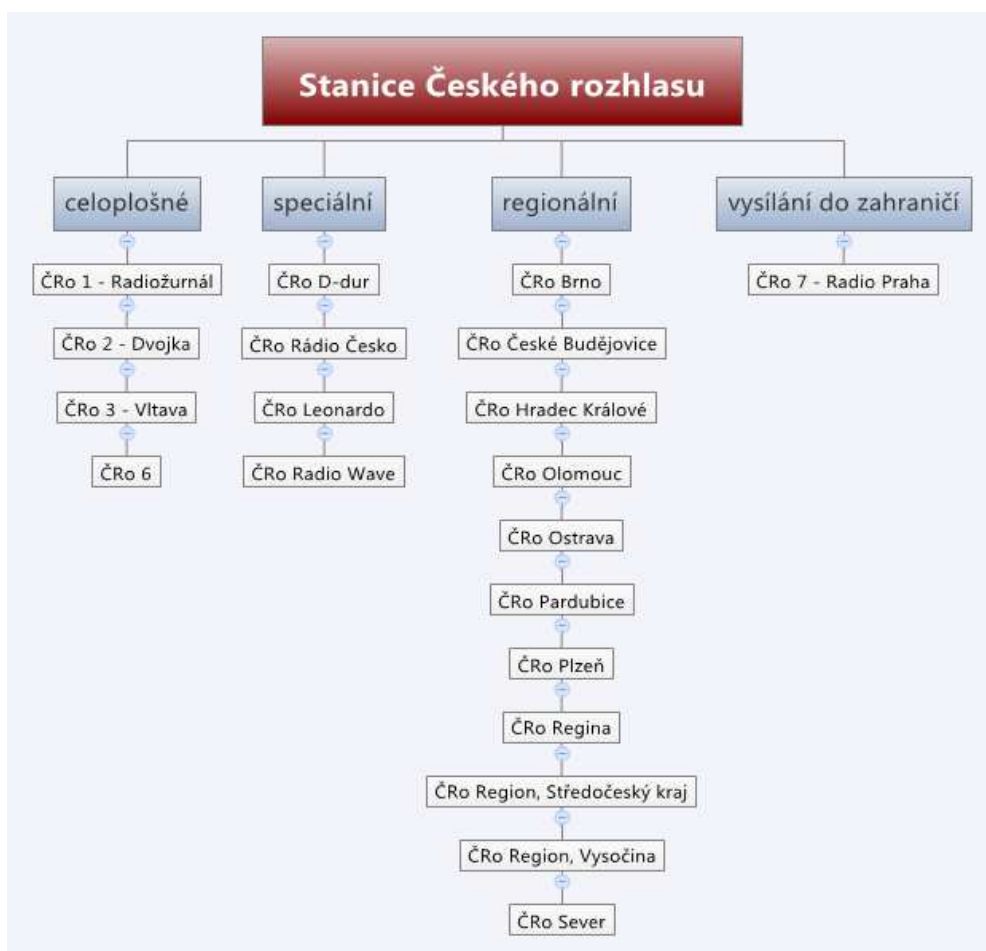 Stanice Českého rozhlasu
celoplošné
ČRo 1 - Radiožurnál
ČRo 2 - Dvojka
ČRo 3 - Vltava
ČRo 6
speciální
ČRo D-dur
ČRo Rádio Česko
ČRo Leonardo
ČRo Radio Wave
regionální
ČRo Brno
ČRo České Budějovice
ČRo Hradec Králové
ČRo Olomouc
ČRo Ostrava
ČRo Pardubice
ČRo Plzeň
ČRo Regina
ČRo Region, Středočeský kraj
ČRo Region, Vysočina
ČRo Sever
vysílání do zahraničí
ČRo 7 - Radio Praha